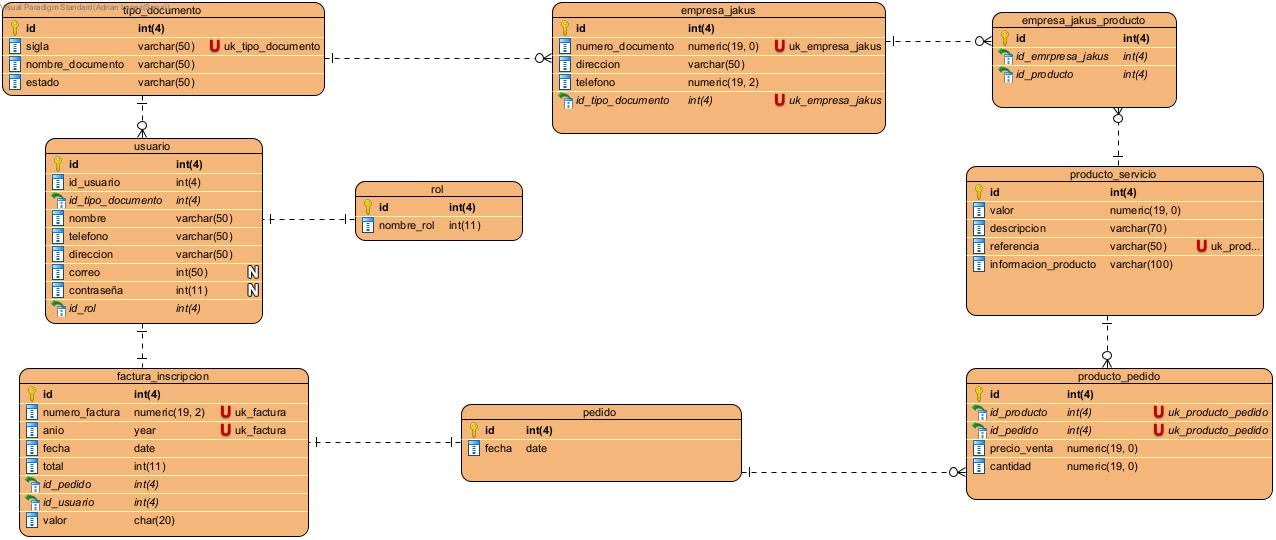 Visual Paradigm Standard(Adrian
tipo_documento
id int(4)
sigla varchar(50) U uk_tipo_documento
nombre_documento varchar(50)
estado varchar(50)
empresa_jakus
id int(4)
numero_documento numeric(19, 0) U uk_empresa_jakus
direccion varchar(50)
telefono numeric(19, 2)
id_tipo_documento int(4) U uk_empresa_jakus
empresa_jakus_producto
id int(4)
id_emrpresa_jakus int(4)
id_producto int(4)
usuario
id int(4)
id_usuario int(4)
id_tipo_documento int(4)
nombre varchar(50)
telefono varchar(50)
direccion varchar(50)
correo int(50) N
contraseña int(11) N
id_rol int(4)
rol
id int(4)
nombre_rol int(11)
producto_servicio
id int(4)
valor numeric(19, 0)
descripcion varchar(70)
referencia varchar(50) U uk_prod...
informacion_producto varchar(100)
factura_inscripcion
id int(4)
numero_factura numeric(19, 2) U uk_factura
anio year U uk_factura
fecha date
total int(11)
id_pedido int(4)
id_usuario int(4)
valor char(20)
pedido
id int(4)
fecha date
producto_pedido
id int(4)
id_producto int(4) U uk_producto_pedido
id_pedido int(4) U uk_producto_pedido
precio_venta numeric(19, 0)
cantidad numeric(19, 0)